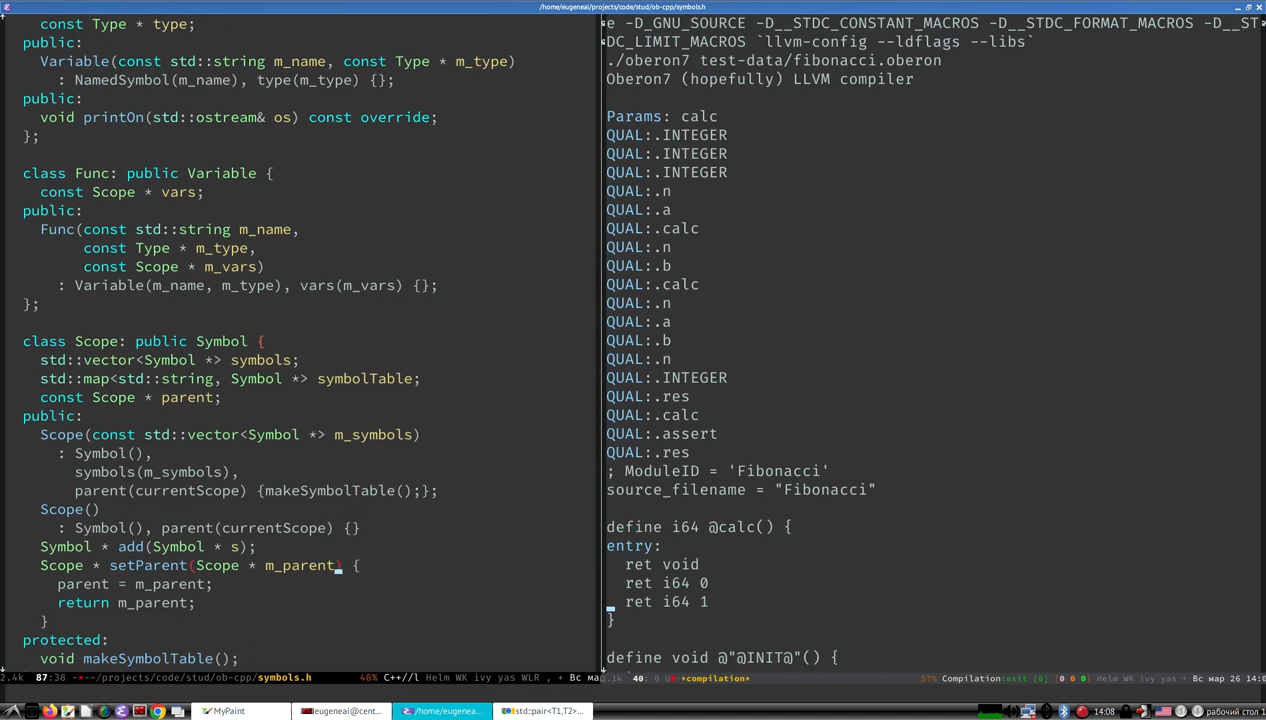 /home/eugeneai/projects/code/stud/ob-cpp/symbols.h
const Type * type;
public:
Variable(const std::string m_name, const Type * m_type)
: NamedSymbol(m_name), type(m_type) {};
public:
void printOn(std::ostream& os) const override;
};
class Func: public Variable {
const Scope * vars;
public:
Func(const std::string m_name,
const Type * m_type,
const Scope * m_vars)
: Variable(m_name, m_type), vars(m_vars) {};
};
class Scope: public Symbol {
std::vector<Symbol *> symbols;
std::map<std::string, Symbol *> symbolTable;
const Scope * parent;
public:
Scope(const std::vector<Symbol *> m_symbols)
: Symbol(),
symbols(m_symbols),
parent(currentScope) {makeSymbolTable();};
Scope()
: Symbol(), parent(currentScope) {}
Symbol * add(Symbol * s);
Scope * setParent(Scope * m_parent) {
parent = m_parent;
return m_parent;
}
protected:
void makeSymbolTable();
2.4k 87:38 -*~~/projects/code/stud/ob-cpp/symbols.h 48% C++//l Helm WK ivy yas WLR , + Вс ма
e -D_GNU_SOURCE -D__STDC_CONSTANT_MACROS -D__STDC_FORMAT_MACROS -D__ST
DC_LIMIT_MACROS `llvm-config --ldflags --libs`
./oberon7 test-data/fibonacci.oberon
Oberon7 (hopefully) LLVM compiler
Params: calc
QUAL:.INTEGER
QUAL:.INTEGER
QUAL:.INTEGER
QUAL:.n
QUAL:.a
QUAL:.calc
QUAL:.n
QUAL:.b
QUAL:.calc
QUAL:.n
QUAL:.a
QUAL:.b
QUAL:.n
QUAL:.INTEGER
QUAL:.res
QUAL:.calc
QUAL:.assert
QUAL:.res
; ModuleID = 'Fibonacci'
source_filename = "Fibonacci"
define i64 @calc() {
entry:
ret void
ret i64 0
ret i64 1
}
define void @"@INIT@"() {
2.1k 40: 0 *compilation* 57% Compilation:exit [0] [0 0 0] Helm WK ivy yas + Вс мар 26 14:0
MyPaint
eugeneai@cent...
/home/eugenea...
std::pair<T1,T2>...
14:08
рабочий стол 1